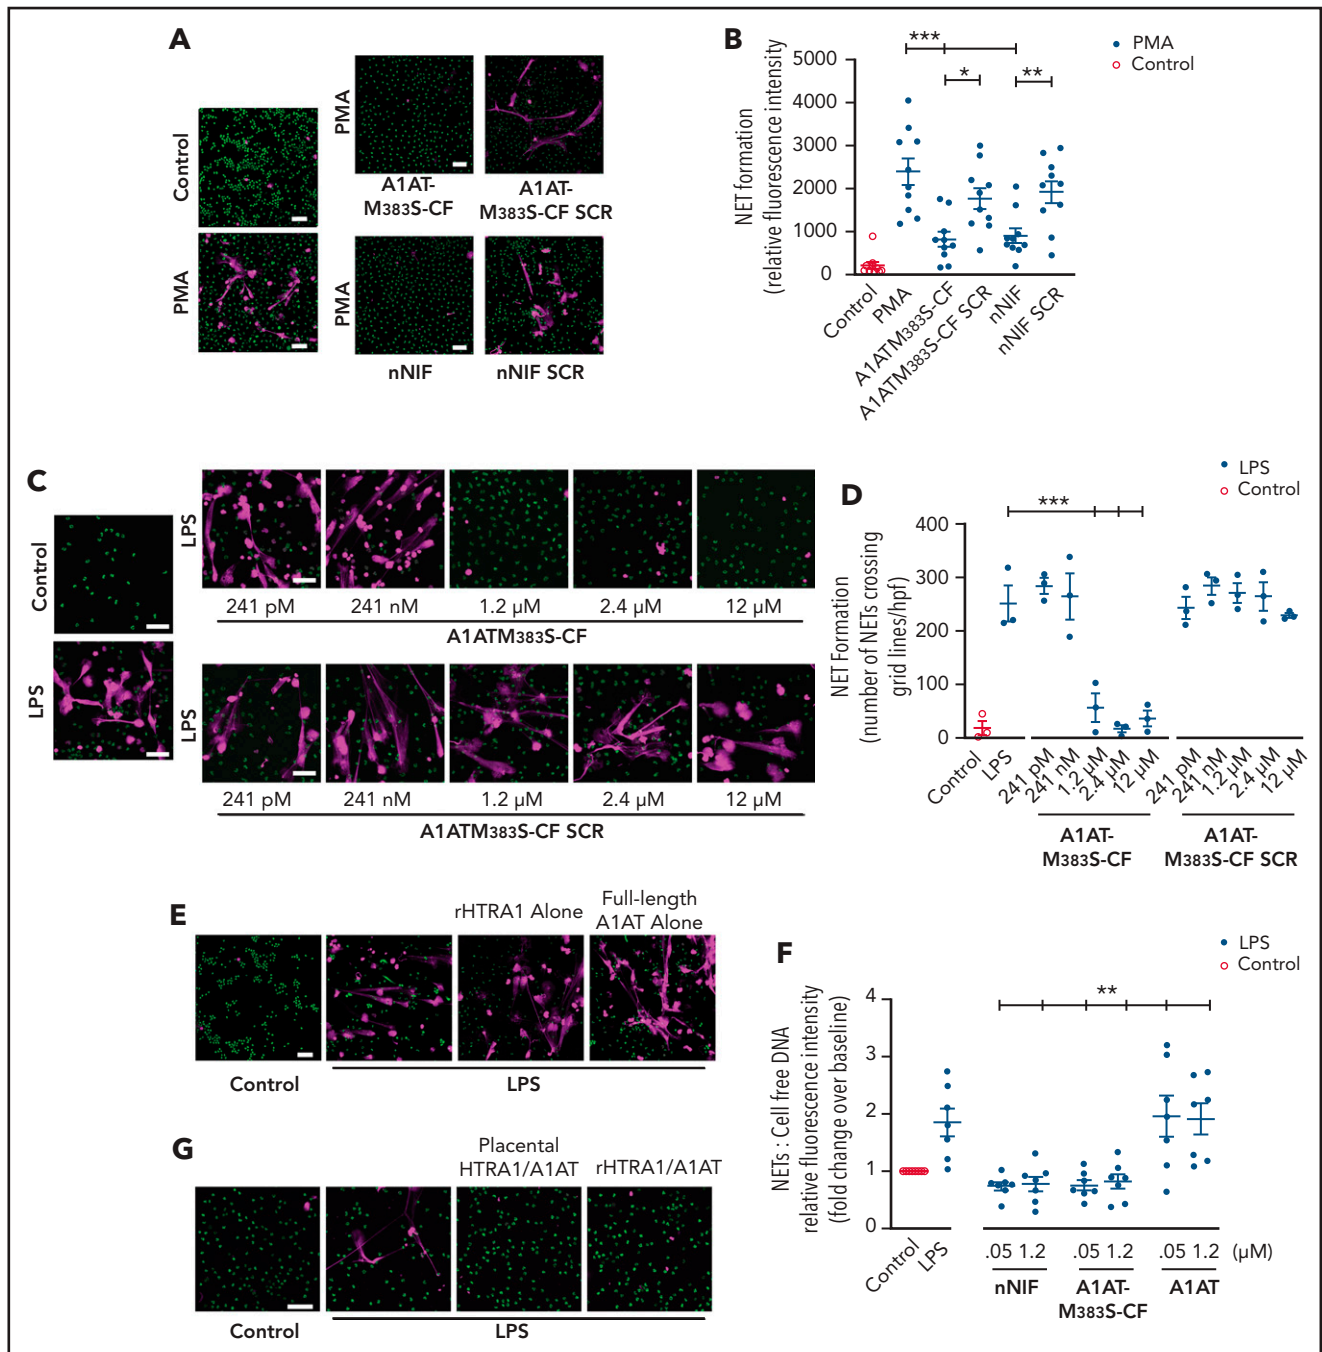 A
Control
PMA
PMA
A1AT-
M383S-CF
A1AT-
M383S-CF SCR
PMA
nNIF
nNIF SCR
B
PMA
Control
NET formation
(relative fluorescence intensity
5000
4000
3000
2000
1000
0
***
*
**
Control
PMA
A1ATM383S-CF
A1ATM383S-CF SCR
nNIF
nNIF SCR
C
Control
LPS
LPS
241 pM 241 nM 1.2 µM 2.4 µM 12 µM
A1ATM383S-CF
LPS
241 pM 241 nM 1.2 µM 2.4 µM 12 µM
A1ATM383S-CF SCR
D
LPS
Control
NET Formation
(number of NETs crossing
grid lines/hpf)
400
300
200
100
0
***
Control
LPS
241 pM
241 nM
1.2 µM
2.4 µM
12 µM
A1AT-
M383S-CF
241 pM
241 nM
1.2 µM
2.4 µM
12 µM
A1AT-
M383S-CF SCR
E
rHTRA1 Alone
Full-length
A1AT Alone
Control
LPS
F
LPS
Control
NETs : Cell free DNA
relative fluorescence intensity
(fold change over baseline)
4
3
2
1
0
**
Control
LPS
.05 1.2 .05 1.2 .05 1.2 (µM)
nNIF
A1AT-
M383S-CF
A1AT
G
Placental
HTRA1/A1AT
rHTRA1/A1AT
Control
LPS